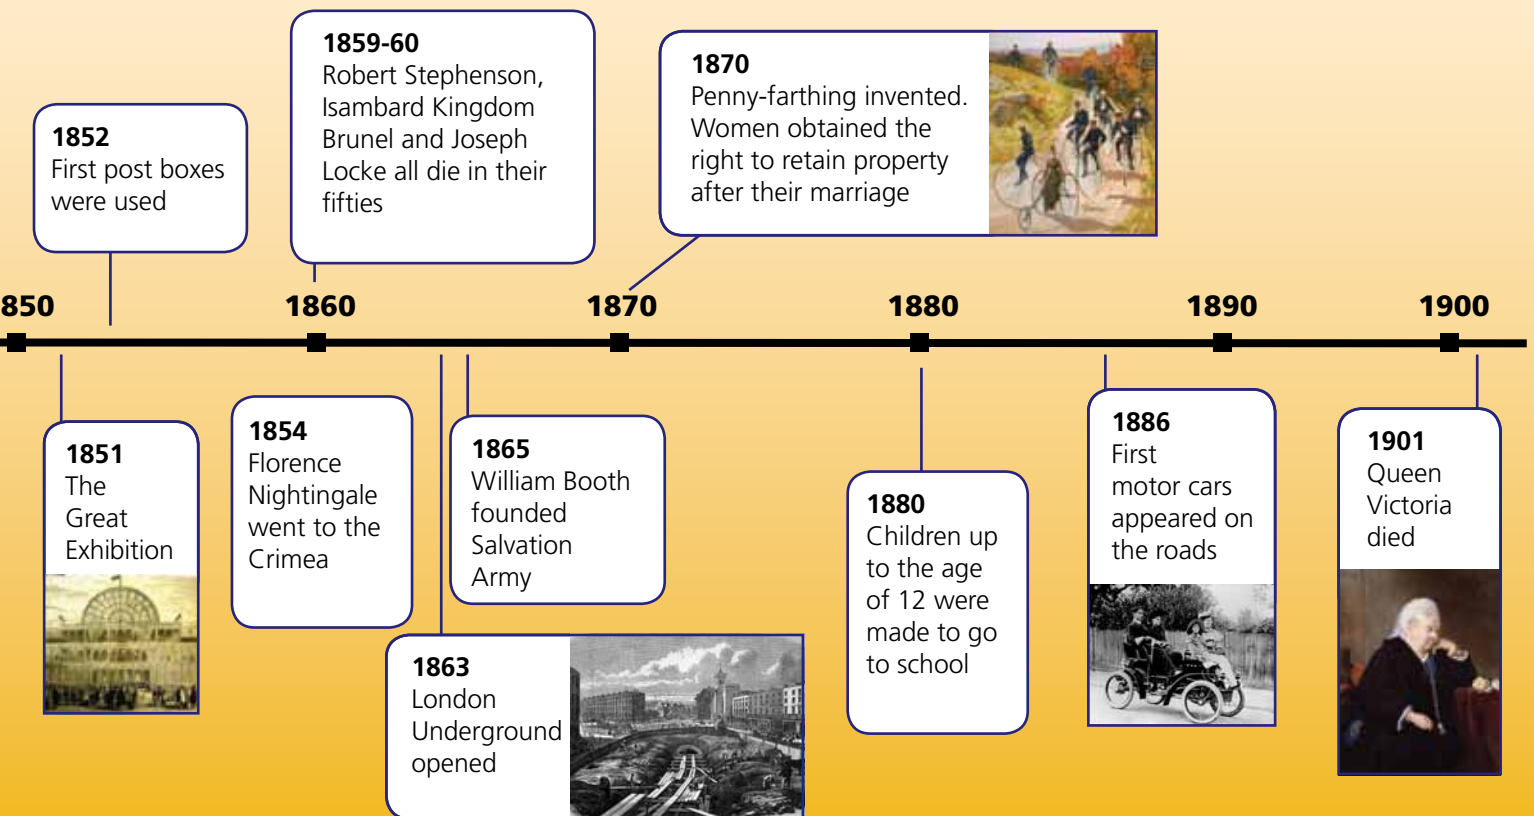 1859-60
Robert Stephenson,
Isambard Kingdom
Brunel and Joseph
Locke all die in their
fifties
1870
Penny-farthing invented.
Women obtained the
right to retain property
after their marriage
1852
First post boxes
were used
850
1860
1870
1880
1890
1900
1851
The
Great
Exhibition
1854
Florence
Nightingale
went to the
Crimea
1865
William Booth
founded
Salvation
Army
1863
London
Underground
opened
1880
Children up
to the age
of 12 were
made to go
to school
1886
First
motor cars
appeared on
the roads
1901
Queen
Victoria
died